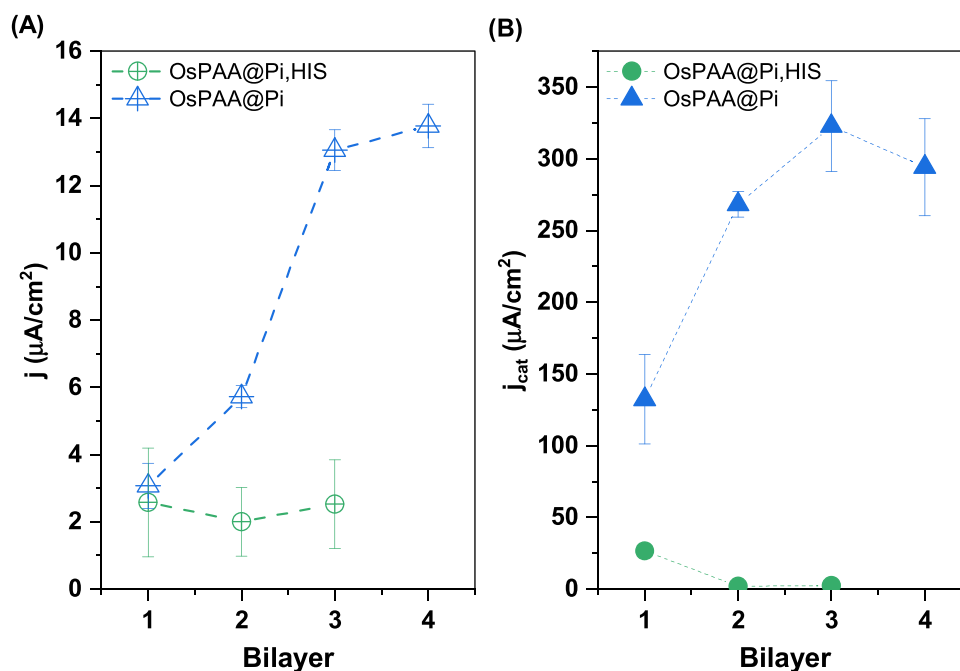 (A)
OsPAA@Pi,HIS
OsPAA@Pi
16
14
12
10
8
6
4
2
0
j (μA/cm²)
1 2 3 4
Bilayer
(B)
OsPAA@Pi,HIS
OsPAA@Pi
350
300
250
200
150
100
50
0
j_cat (μA/cm²)
1 2 3 4
Bilayer